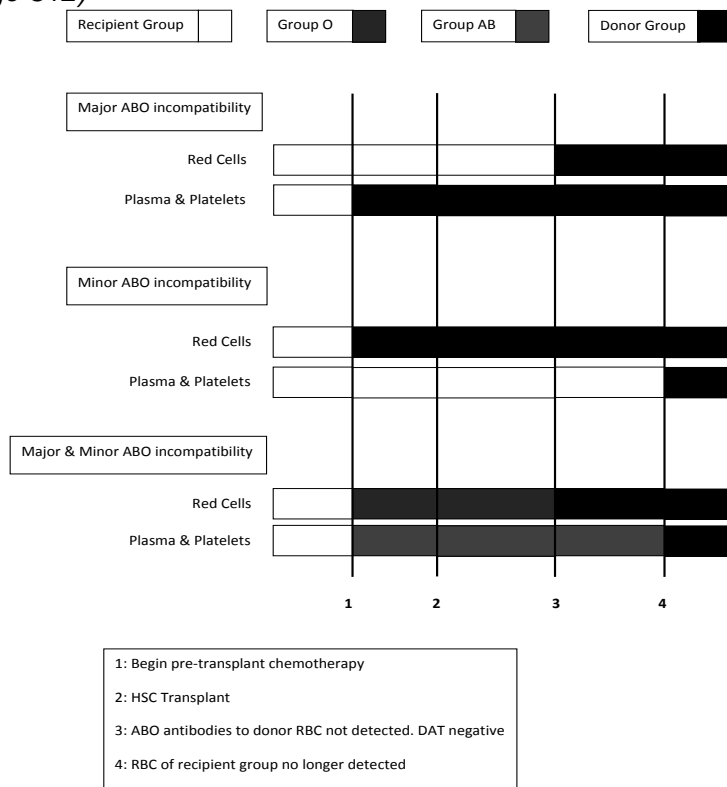 Recipient Group
Group O
Group AB
Donor Group
Major ABO incompatibility
Red Cells
Plasma & Platelets
Minor ABO incompatibility
Red Cells
Plasma & Platelets
Major & Minor ABO incompatibility
Red Cells
Plasma & Platelets
1 2 3 4
1: Begin pre-transplant chemotherapy
2: HSC Transplant
3: ABO antibodies to donor RBC not detected. DAT negative
4: RBC of recipient group no longer detected